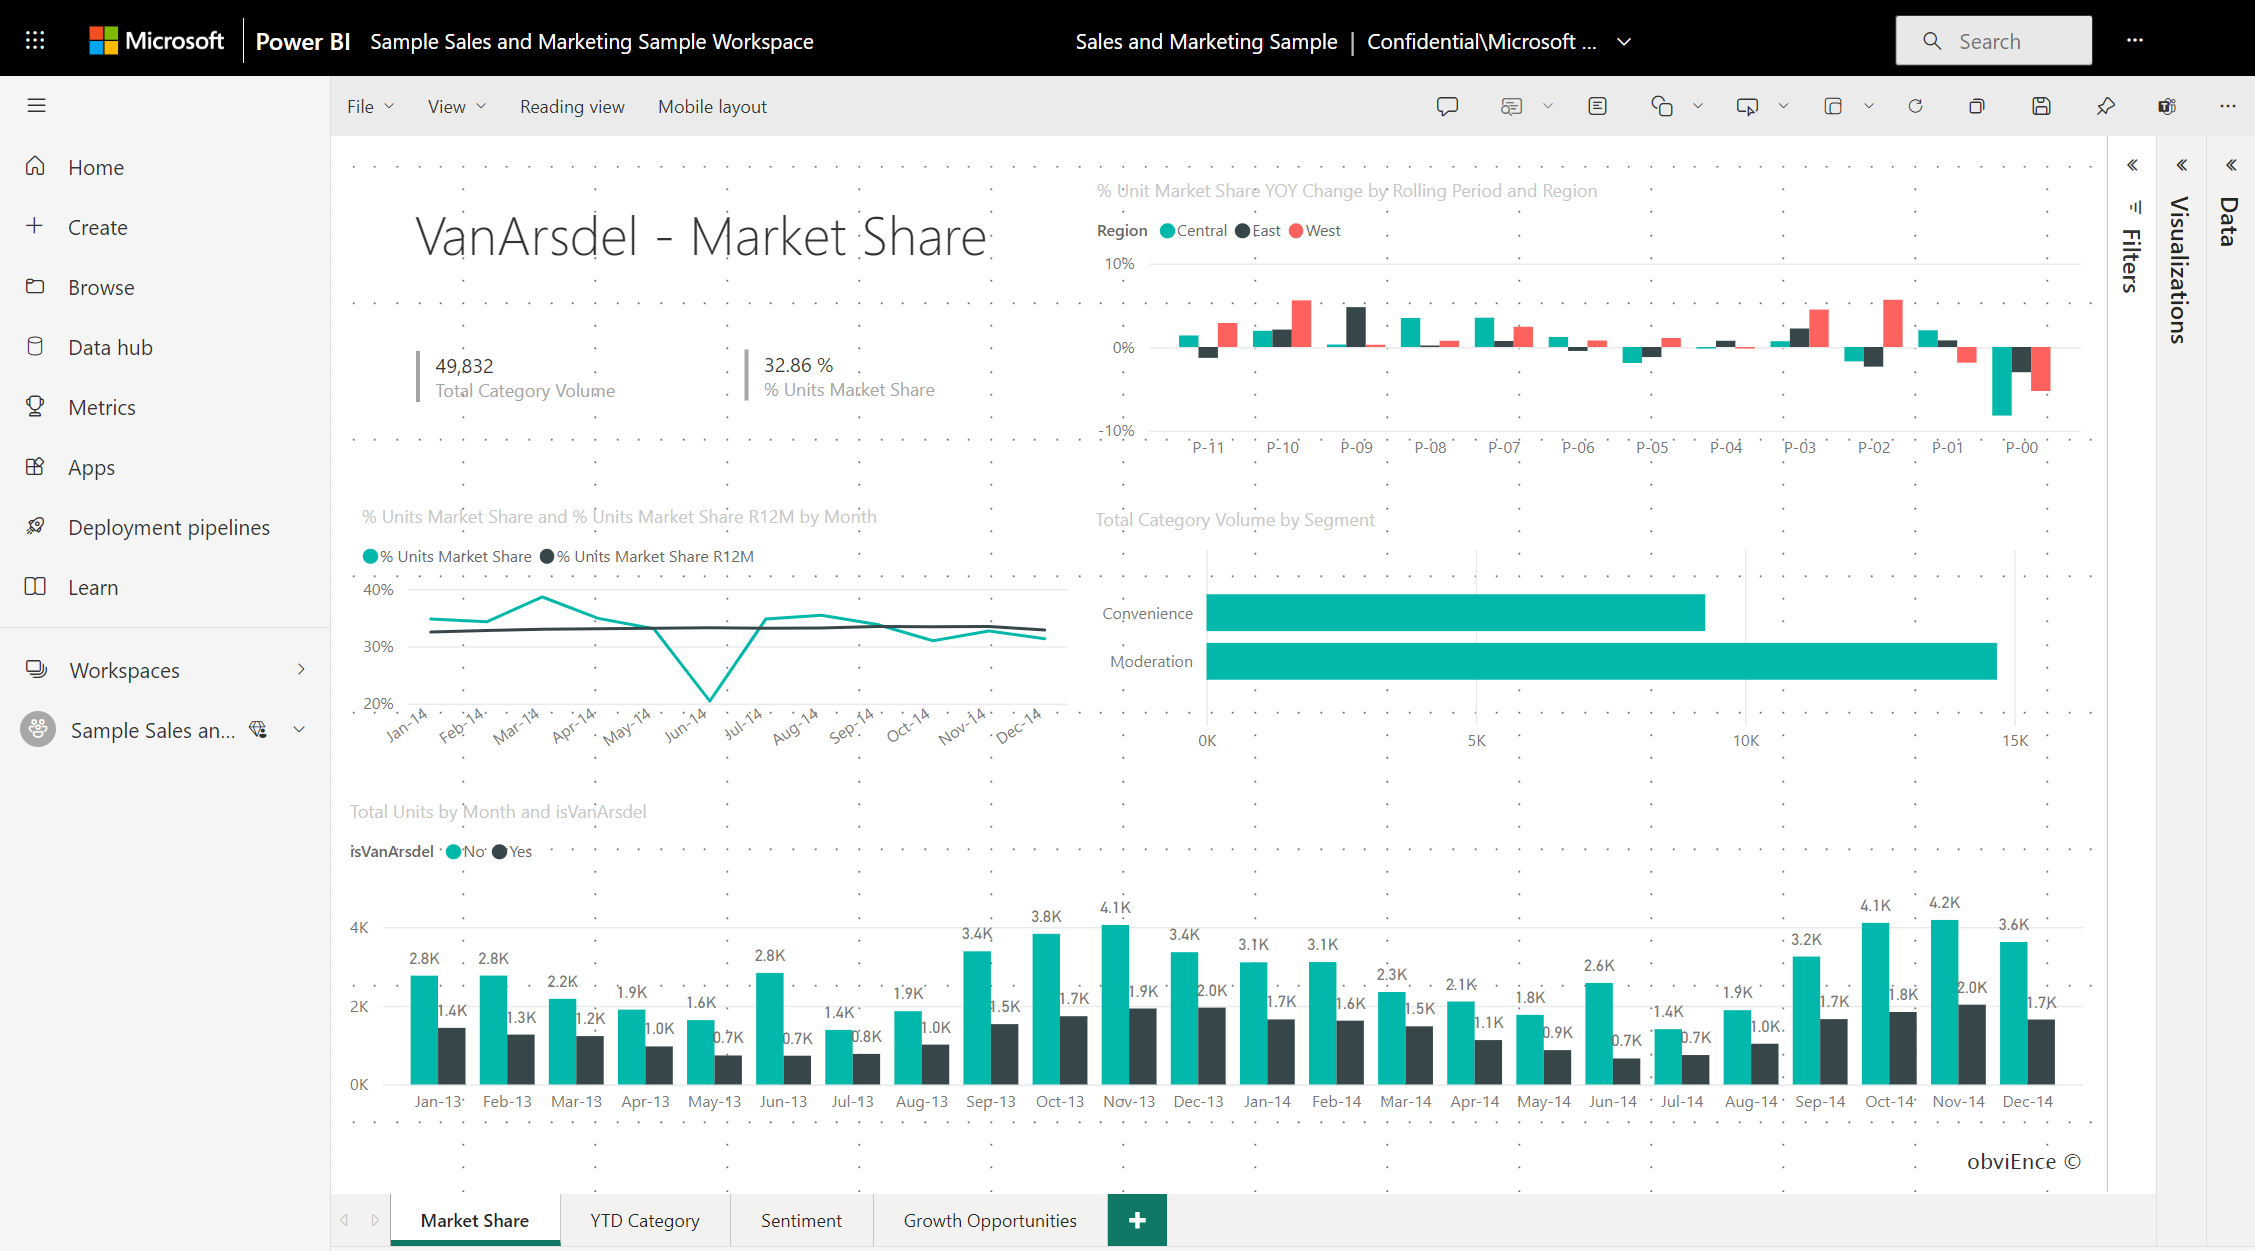 Microsoft Power BI Sample Sales and Marketing Sample Workspace Sales and Marketing Sample | Confidential\Microsoft ... Search
File View Reading view Mobile layout
Home
Create
Browse
Data hub
Metrics
Apps
Deployment pipelines
Learn
Workspaces
Sample Sales an...
VanArsdel - Market Share
49,832
Total Category Volume
32.86 %
% Units Market Share
% Unit Market Share YOY Change by Rolling Period and Region
Region Central East West
10%
0%
-10%
P-11 P-10 P-09 P-08 P-07 P-06 P-05 P-04 P-03 P-02 P-01 P-00
% Units Market Share and % Units Market Share R12M by Month
% Units Market Share % Units Market Share R12M
40%
30%
20%
Jan-14 Feb-14 Mar-14 Apr-14 May-14 Jun-14 Jul-14 Aug-14 Sep-14 Oct-14 Nov-14 Dec-14
Total Category Volume by Segment
Convenience
Moderation
0K 5K 10K 15K
Total Units by Month and isVanArsdel
isVanArsdel No Yes
4K
2K
0K
2.8K 2.8K 2.2K 1.9K 1.6K 2.8K 1.4K 1.9K 3.4K 3.8K 4.1K 3.4K 3.1K 3.1K 2.3K 2.1K 1.8K 2.6K 1.4K 1.9K 3.2K 4.1K 4.2K 3.6K
1.4K 1.3K 1.2K 1.0K 0.7K 0.7K 0.8K 1.0K 1.5K 1.7K 1.9K 2.0K 1.7K 1.6K 1.5K 1.1K 0.9K 0.7K 0.7K 1.0K 1.7K 1.8K 2.0K 1.7K
Jan-13 Feb-13 Mar-13 Apr-13 May-13 Jun-13 Jul-13 Aug-13 Sep-13 Oct-13 Nov-13 Dec-13 Jan-14 Feb-14 Mar-14 Apr-14 May-14 Jun-14 Jul-14 Aug-14 Sep-14 Oct-14 Nov-14 Dec-14
obviEnce ©
Filters
Visualizations
Data
Market Share YTD Category Sentiment Growth Opportunities